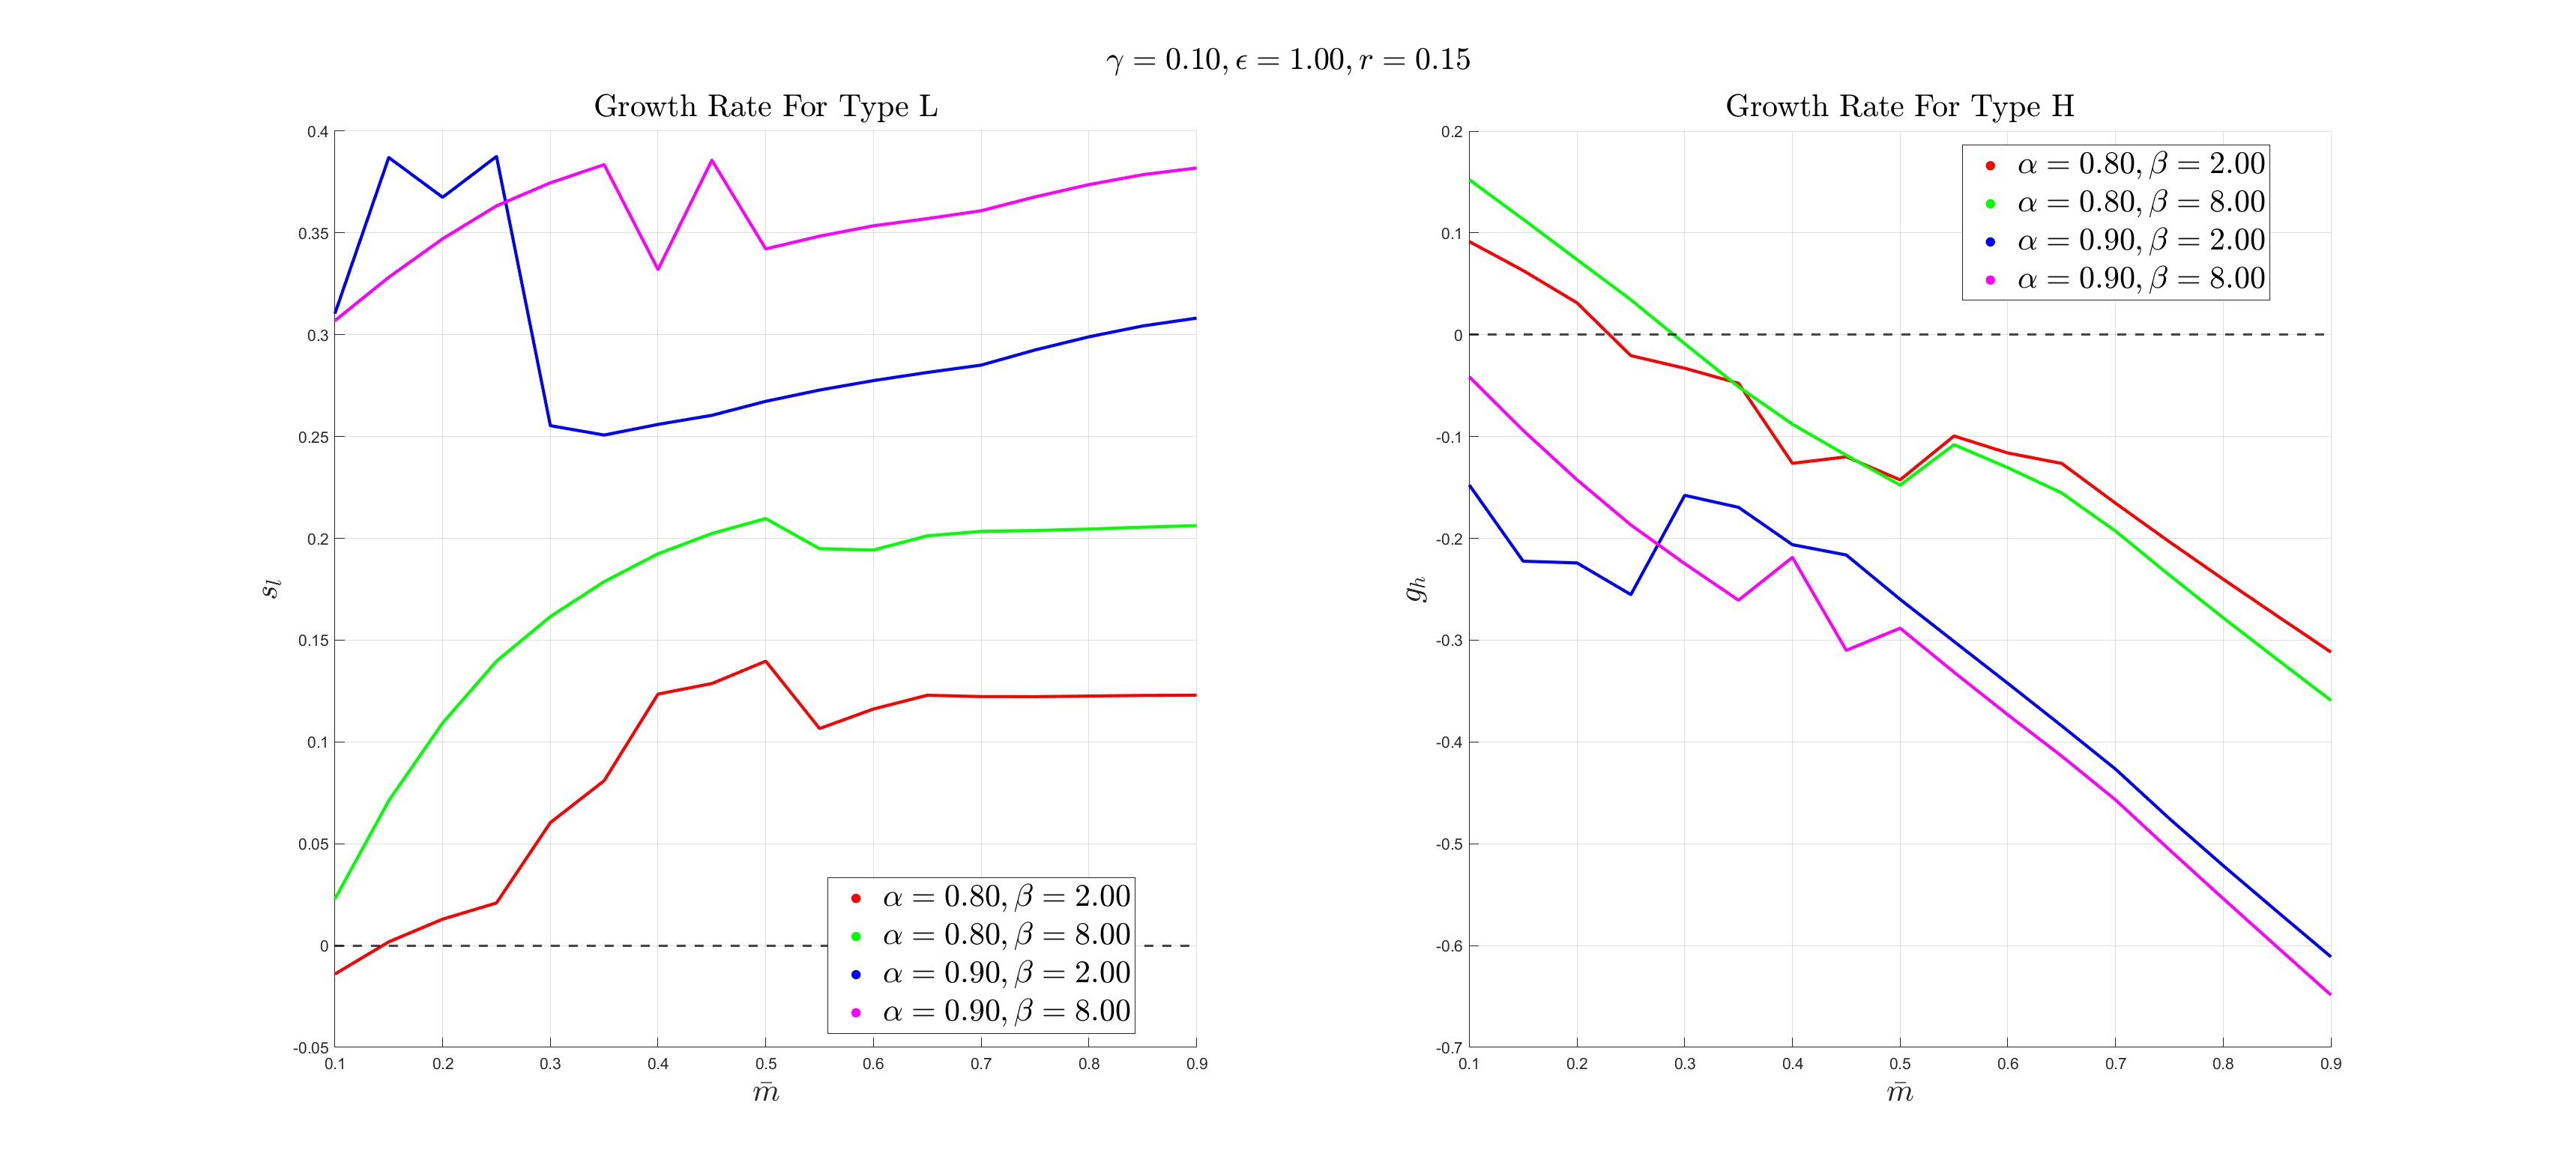 γ = 0.10, ϵ = 1.00, r = 0.15
Growth Rate For Type L
0.4
0.35
0.3
0.25
0.2
0.15
0.1
0.05
0
-0.05
s_l
0.1 0.2 0.3 0.4 0.5 0.6 0.7 0.8 0.9
m̄
α = 0.80, β = 2.00
α = 0.80, β = 8.00
α = 0.90, β = 2.00
α = 0.90, β = 8.00
Growth Rate For Type H
0.2
0.1
0
-0.1
-0.2
-0.3
-0.4
-0.5
-0.6
-0.7
g_h
0.1 0.2 0.3 0.4 0.5 0.6 0.7 0.8 0.9
m̄
α = 0.80, β = 2.00
α = 0.80, β = 8.00
α = 0.90, β = 2.00
α = 0.90, β = 8.00